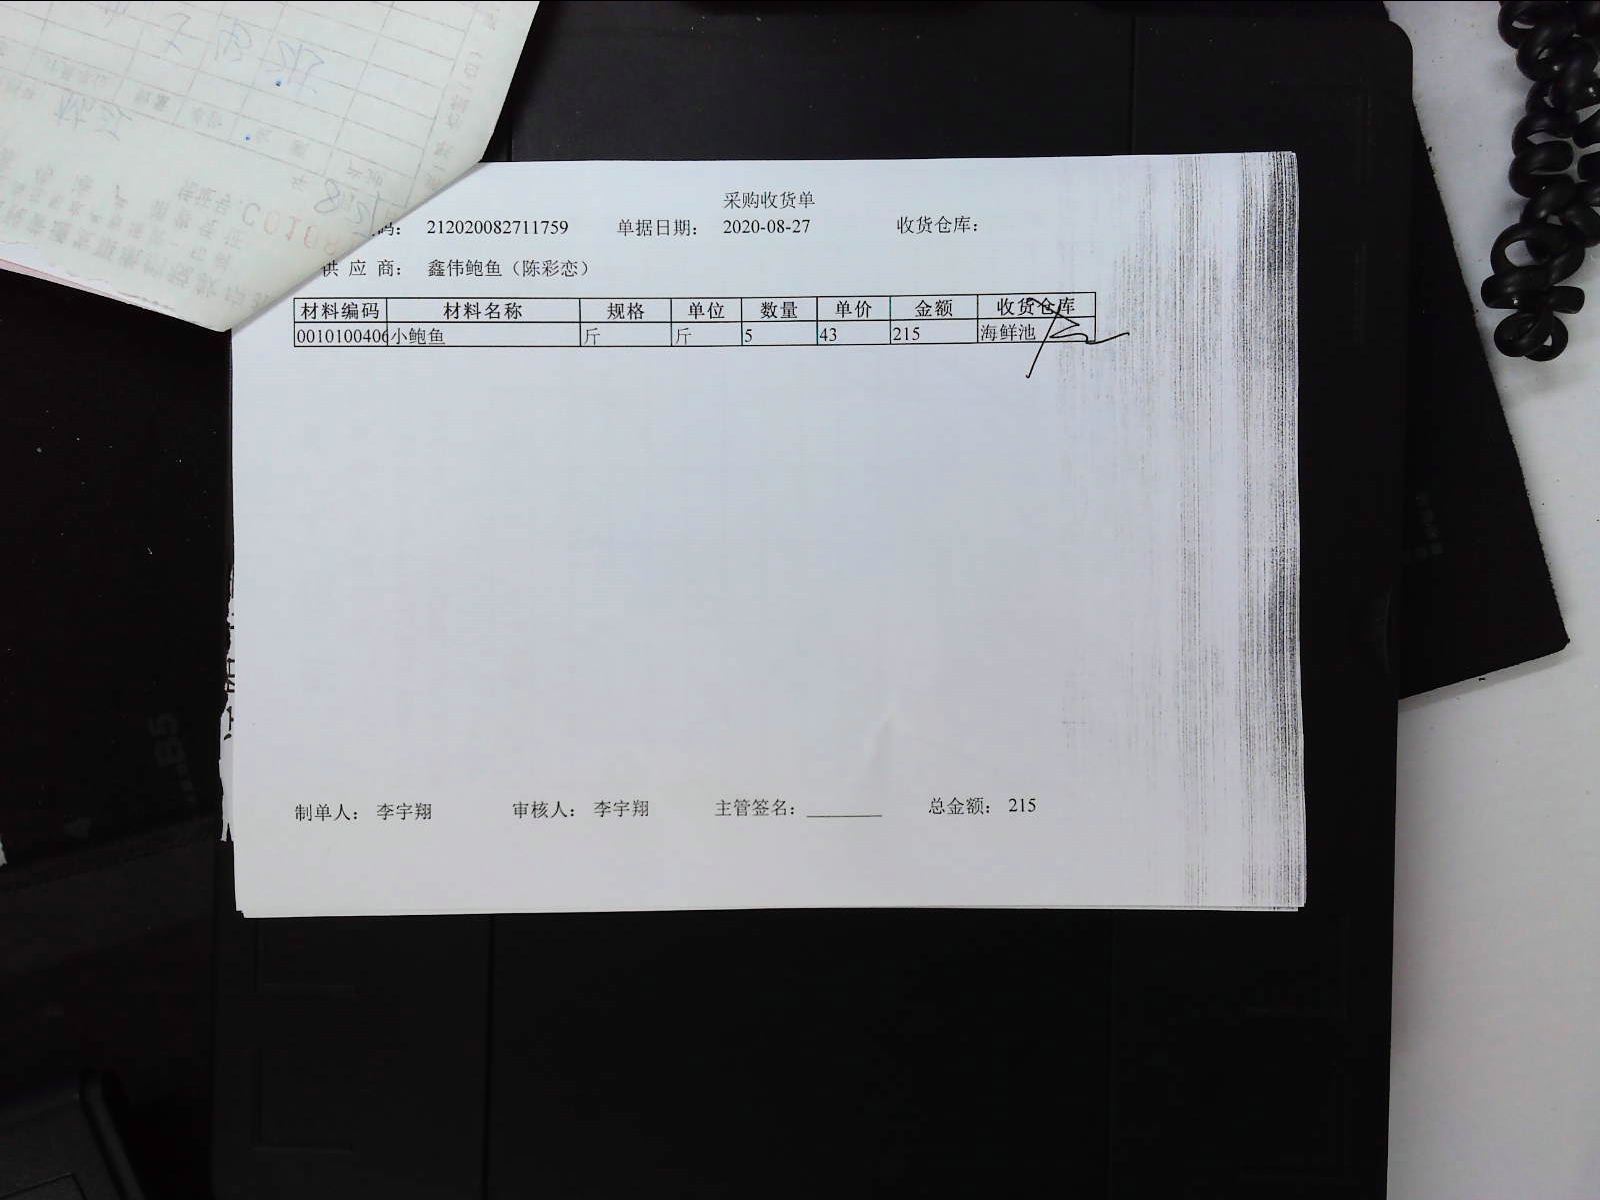 采购收货单
码： 212020082711759 单据日期： 2020-08-27 收货仓库：
供 应 商： 鑫伟鲍鱼（陈彩恋）
材料编码 材料名称 规格 单位 数量 单价 金额 收货仓库
0010100406 小鲍鱼 斤 斤 5 43 215 海鲜池
制单人： 李宇翔 审核人： 李宇翔 主管签名： 总金额： 215